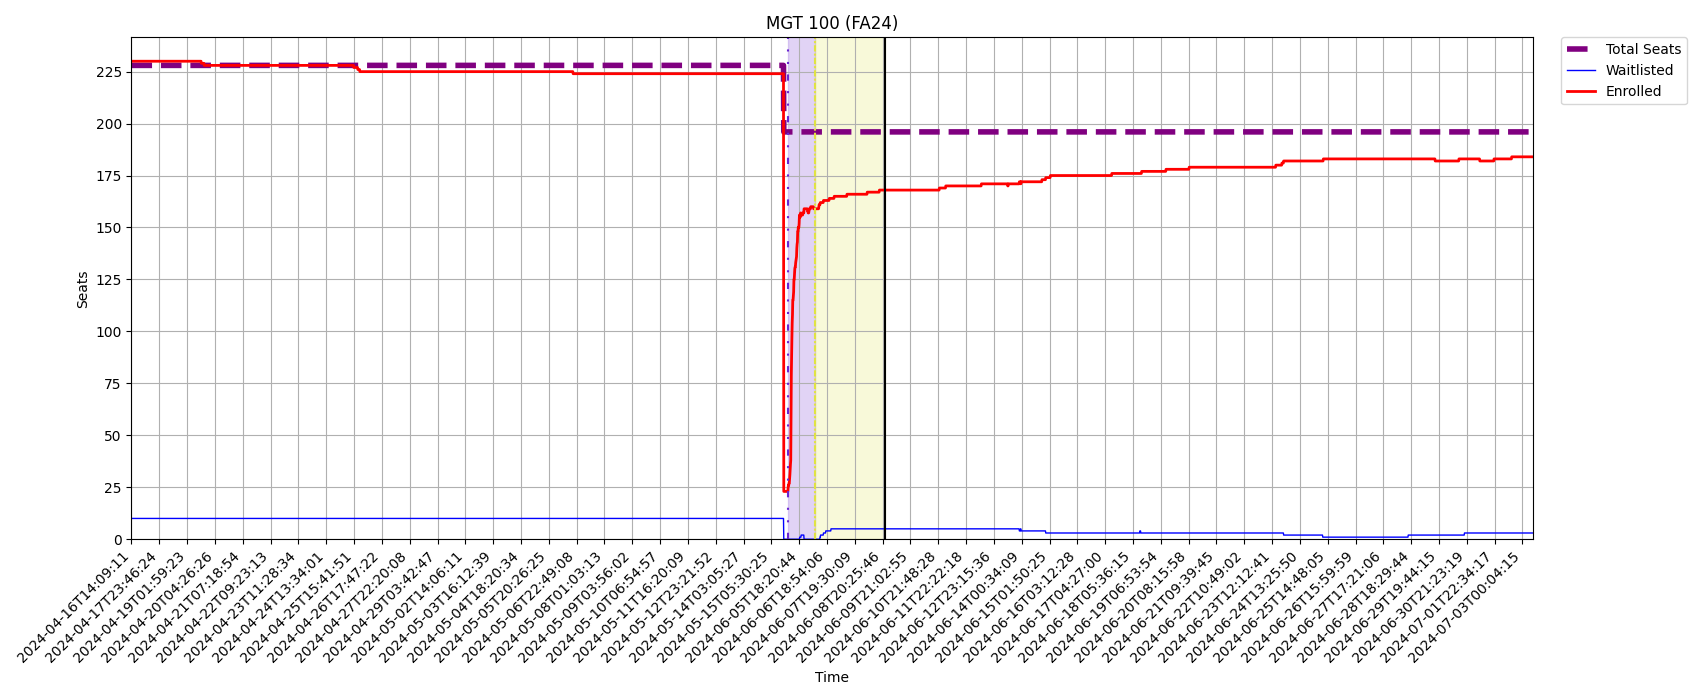 MGT 100 (FA24)
Total Seats
Waitlisted
Enrolled
Seats
225
200
175
150
125
100
75
50
25
0
2024-04-16T14:09:11
2024-04-17T23:46:24
2024-04-19T01:59:23
2024-04-20T04:26:26
2024-04-21T07:18:54
2024-04-22T09:23:13
2024-04-23T11:28:34
2024-04-24T13:34:01
2024-04-25T15:41:51
2024-04-26T17:47:22
2024-04-27T22:20:08
2024-04-29T03:42:47
2024-05-02T14:06:11
2024-05-03T16:12:39
2024-05-04T18:20:34
2024-05-05T20:26:25
2024-05-06T22:49:08
2024-05-08T01:03:13
2024-05-09T03:56:02
2024-05-10T06:54:57
2024-05-11T16:20:09
2024-05-12T23:21:52
2024-05-14T03:05:27
2024-05-15T05:30:25
2024-06-05T18:20:44
2024-06-06T18:54:06
2024-06-07T19:30:09
2024-06-08T20:25:46
2024-06-09T21:02:55
2024-06-10T21:48:28
2024-06-11T22:22:18
2024-06-12T23:15:36
2024-06-14T00:34:09
2024-06-15T01:50:25
2024-06-16T03:12:28
2024-06-17T04:27:00
2024-06-18T05:36:15
2024-06-19T06:53:54
2024-06-20T08:15:58
2024-06-21T09:39:45
2024-06-22T10:49:02
2024-06-23T12:12:41
2024-06-24T13:25:50
2024-06-25T14:48:05
2024-06-26T15:59:59
2024-06-27T17:21:06
2024-06-28T18:29:44
2024-06-29T19:44:15
2024-06-30T21:23:19
2024-07-01T22:34:17
2024-07-03T00:04:15
Time